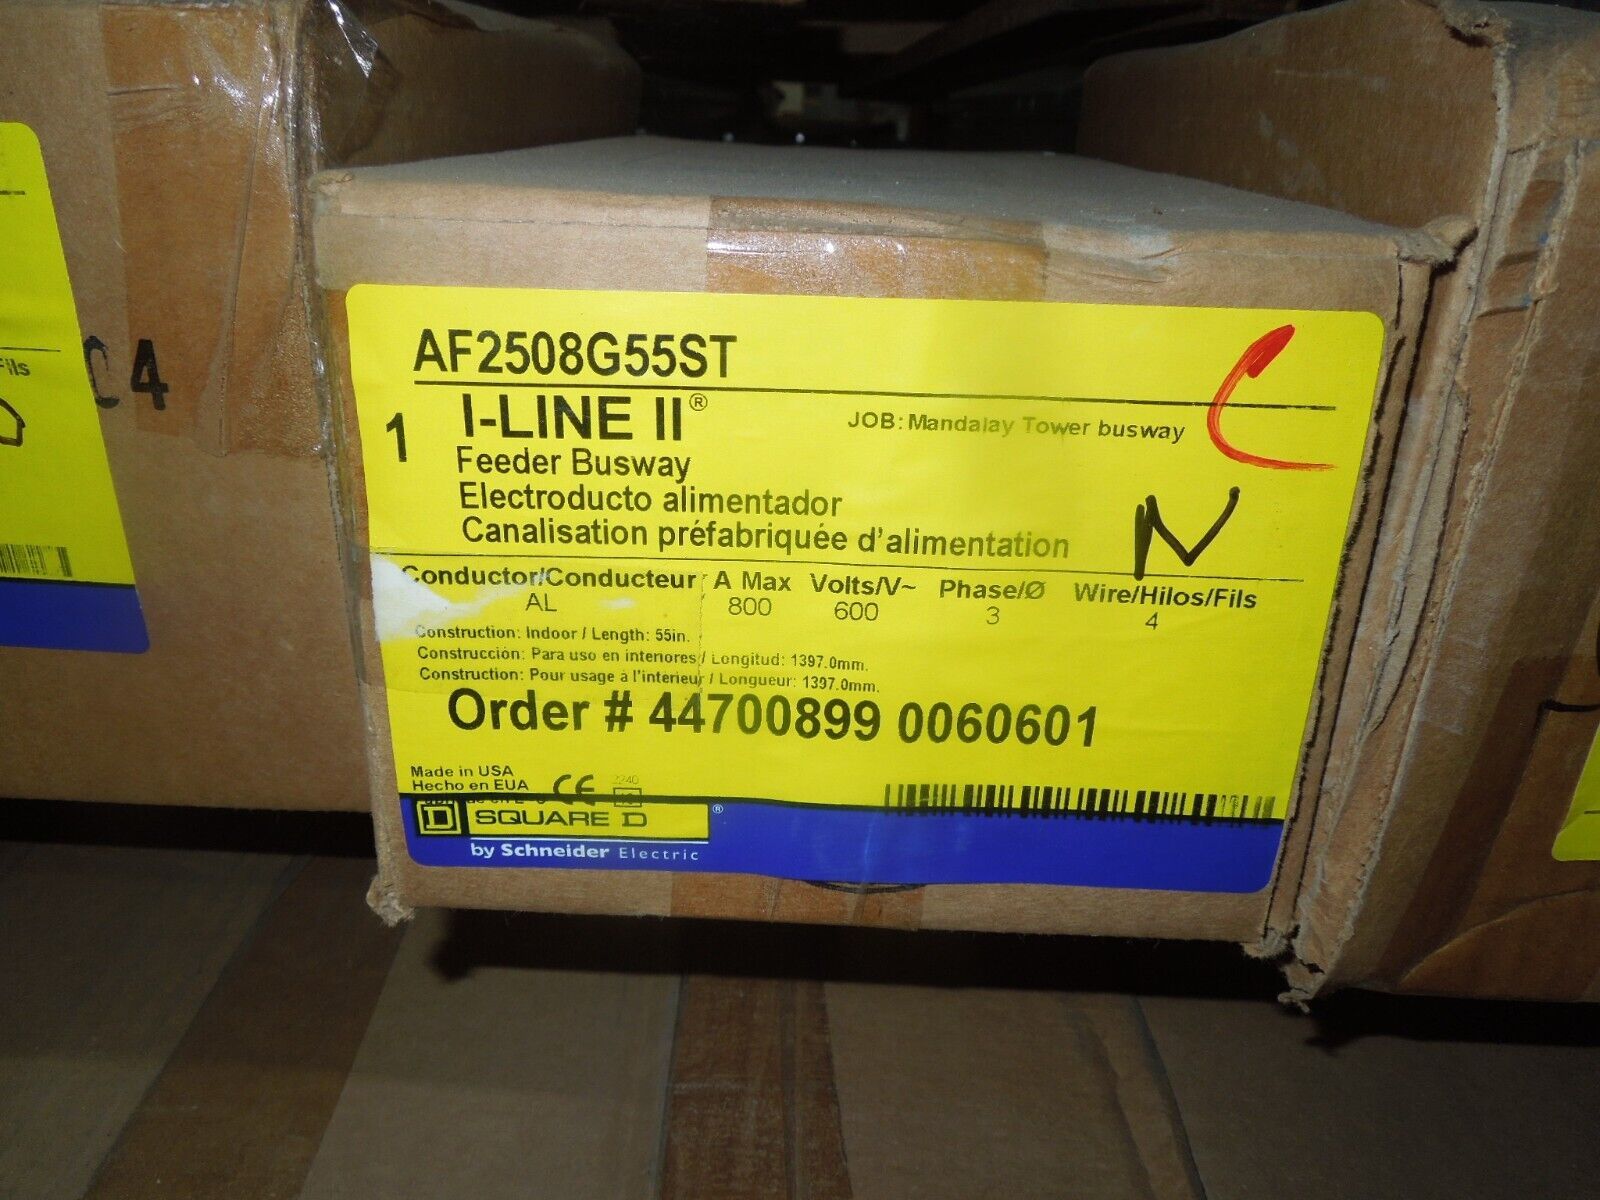 AF2508G55ST
1 I-LINE II®
JOB: Mandalay Tower busway
C
Feeder Busway
Electroducto alimentador
Canalisation préfabriquée d'alimentation
N
Conductor/Conducteur A Max Volts/V~ Phase/Ø Wire/Hilos/Fils
AL 800 600 3 4
Construction: Indoor / Length: 55in.
Construcción: Para uso en interiores / Longitud: 1397.0mm.
Construction: Pour usage à l'intérieur / Longueur: 1397.0mm.
Order # 44700899 0060601
Made in USA
Hecho en EUA
CE
2240
D SQUARE D ®
by Schneider Electric
C4
Fils